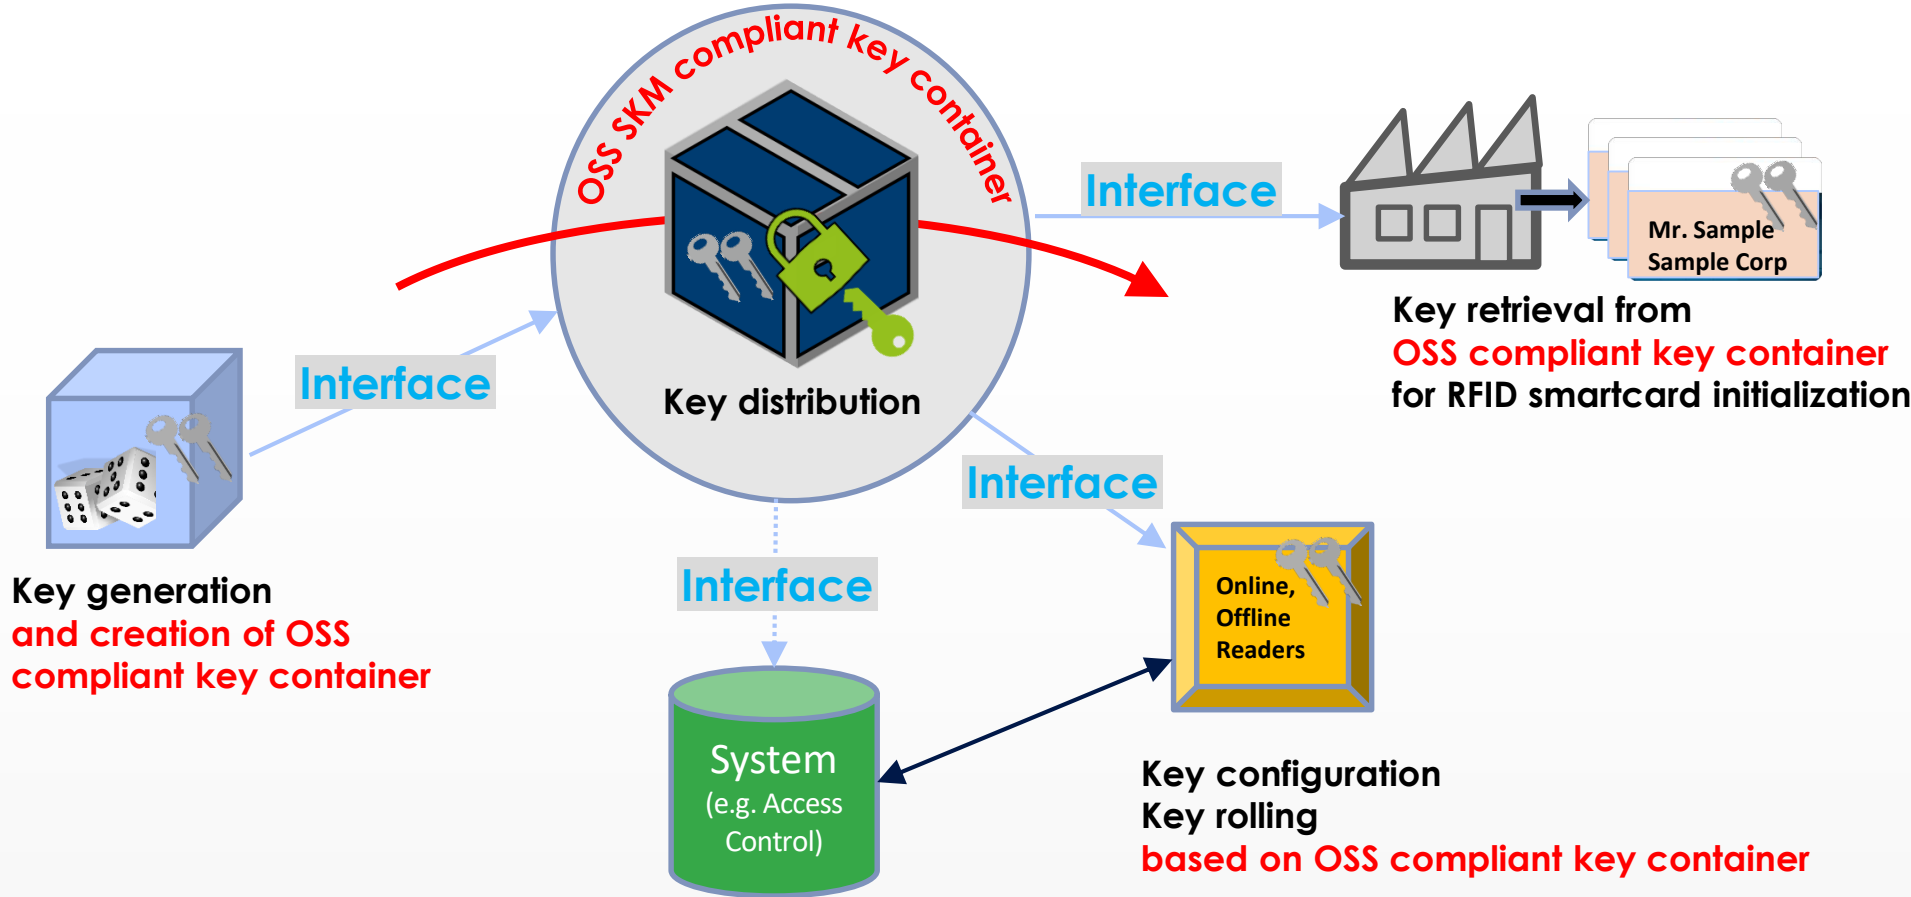 OSS SKM compliant key container
Key distribution
Interface
Interface
Interface
Interface
Mr. Sample
Sample Corp
Key retrieval from
OSS compliant key container
for RFID smartcard initialization
Key generation
and creation of OSS
compliant key container
Online,
Offline
Readers
System
(e.g. Access
Control)
Key configuration
Key rolling
based on OSS compliant key container